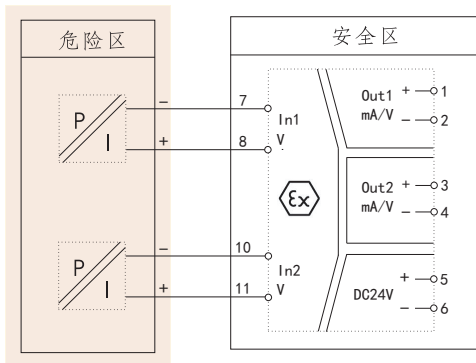 危险区
安全区
P
I
−
+
7
8
In1
V
Ex
Out1
mA/V
+
−
1
2
Out2
mA/V
+
−
3
4
P
I
−
+
10
11
In2
V
DC24V
+
−
5
6